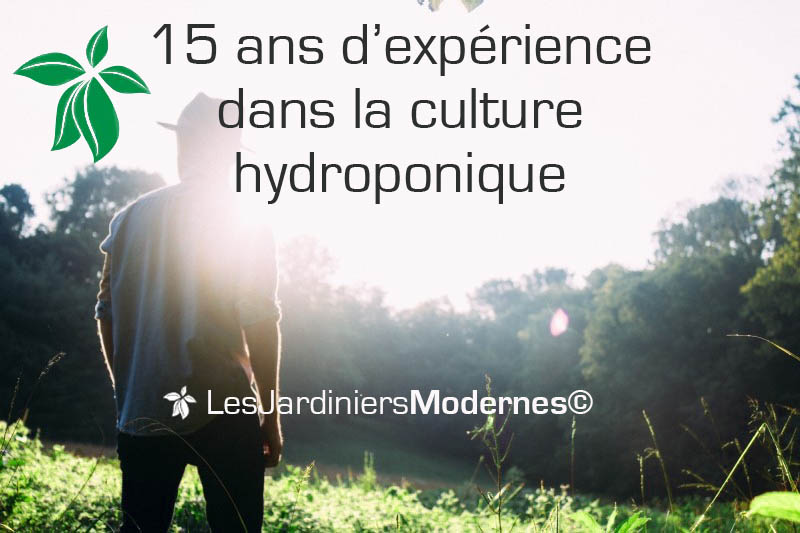 15 ans d’expérience
dans la culture
hydroponique
LesJardiniersModernes©